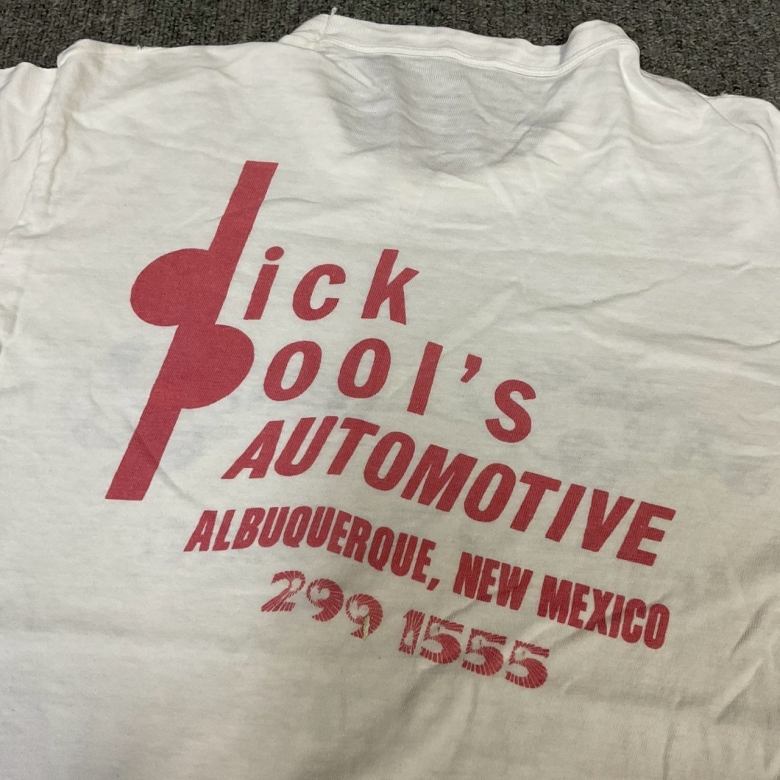 dick
pool's
AUTOMOTIVE
ALBUQUERQUE, NEW MEXICO
299 1555